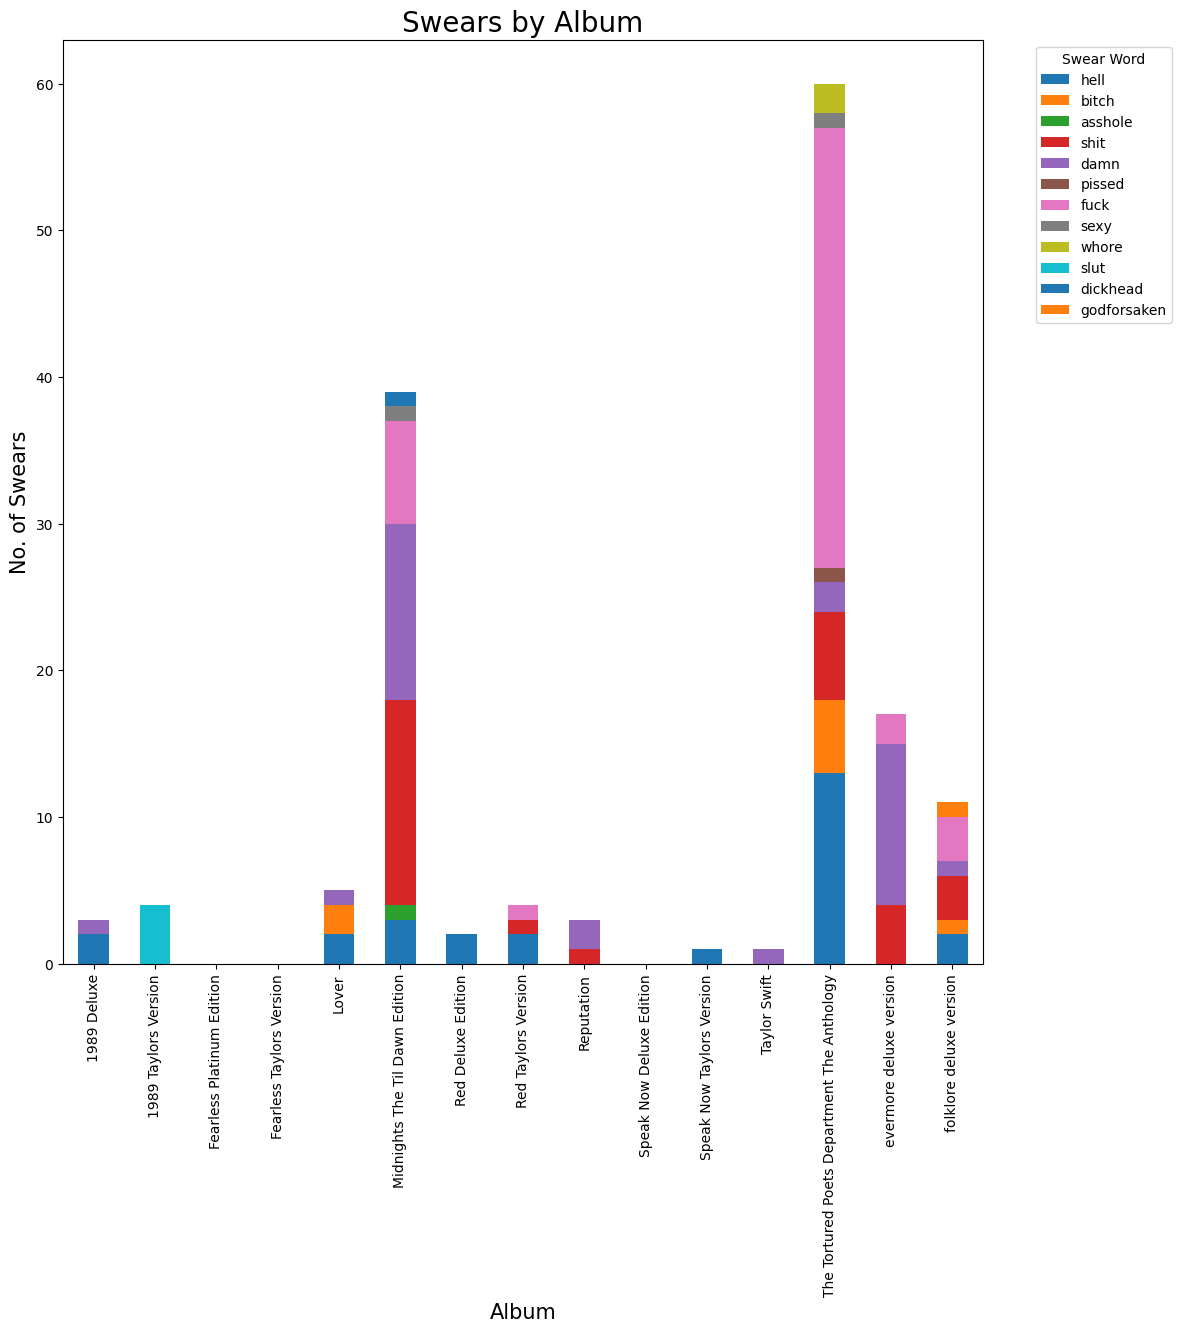 Swears by Album
No. of Swears
60
50
40
30
20
10
0
Swear Word
hell
bitch
asshole
shit
damn
pissed
fuck
sexy
whore
slut
dickhead
godforsaken
1989 Deluxe
1989 Taylors Version
Fearless Platinum Edition
Fearless Taylors Version
Lover
Midnights The Til Dawn Edition
Red Deluxe Edition
Red Taylors Version
Reputation
Speak Now Deluxe Edition
Speak Now Taylors Version
Taylor Swift
The Tortured Poets Department The Anthology
evermore deluxe version
folklore deluxe version
Album